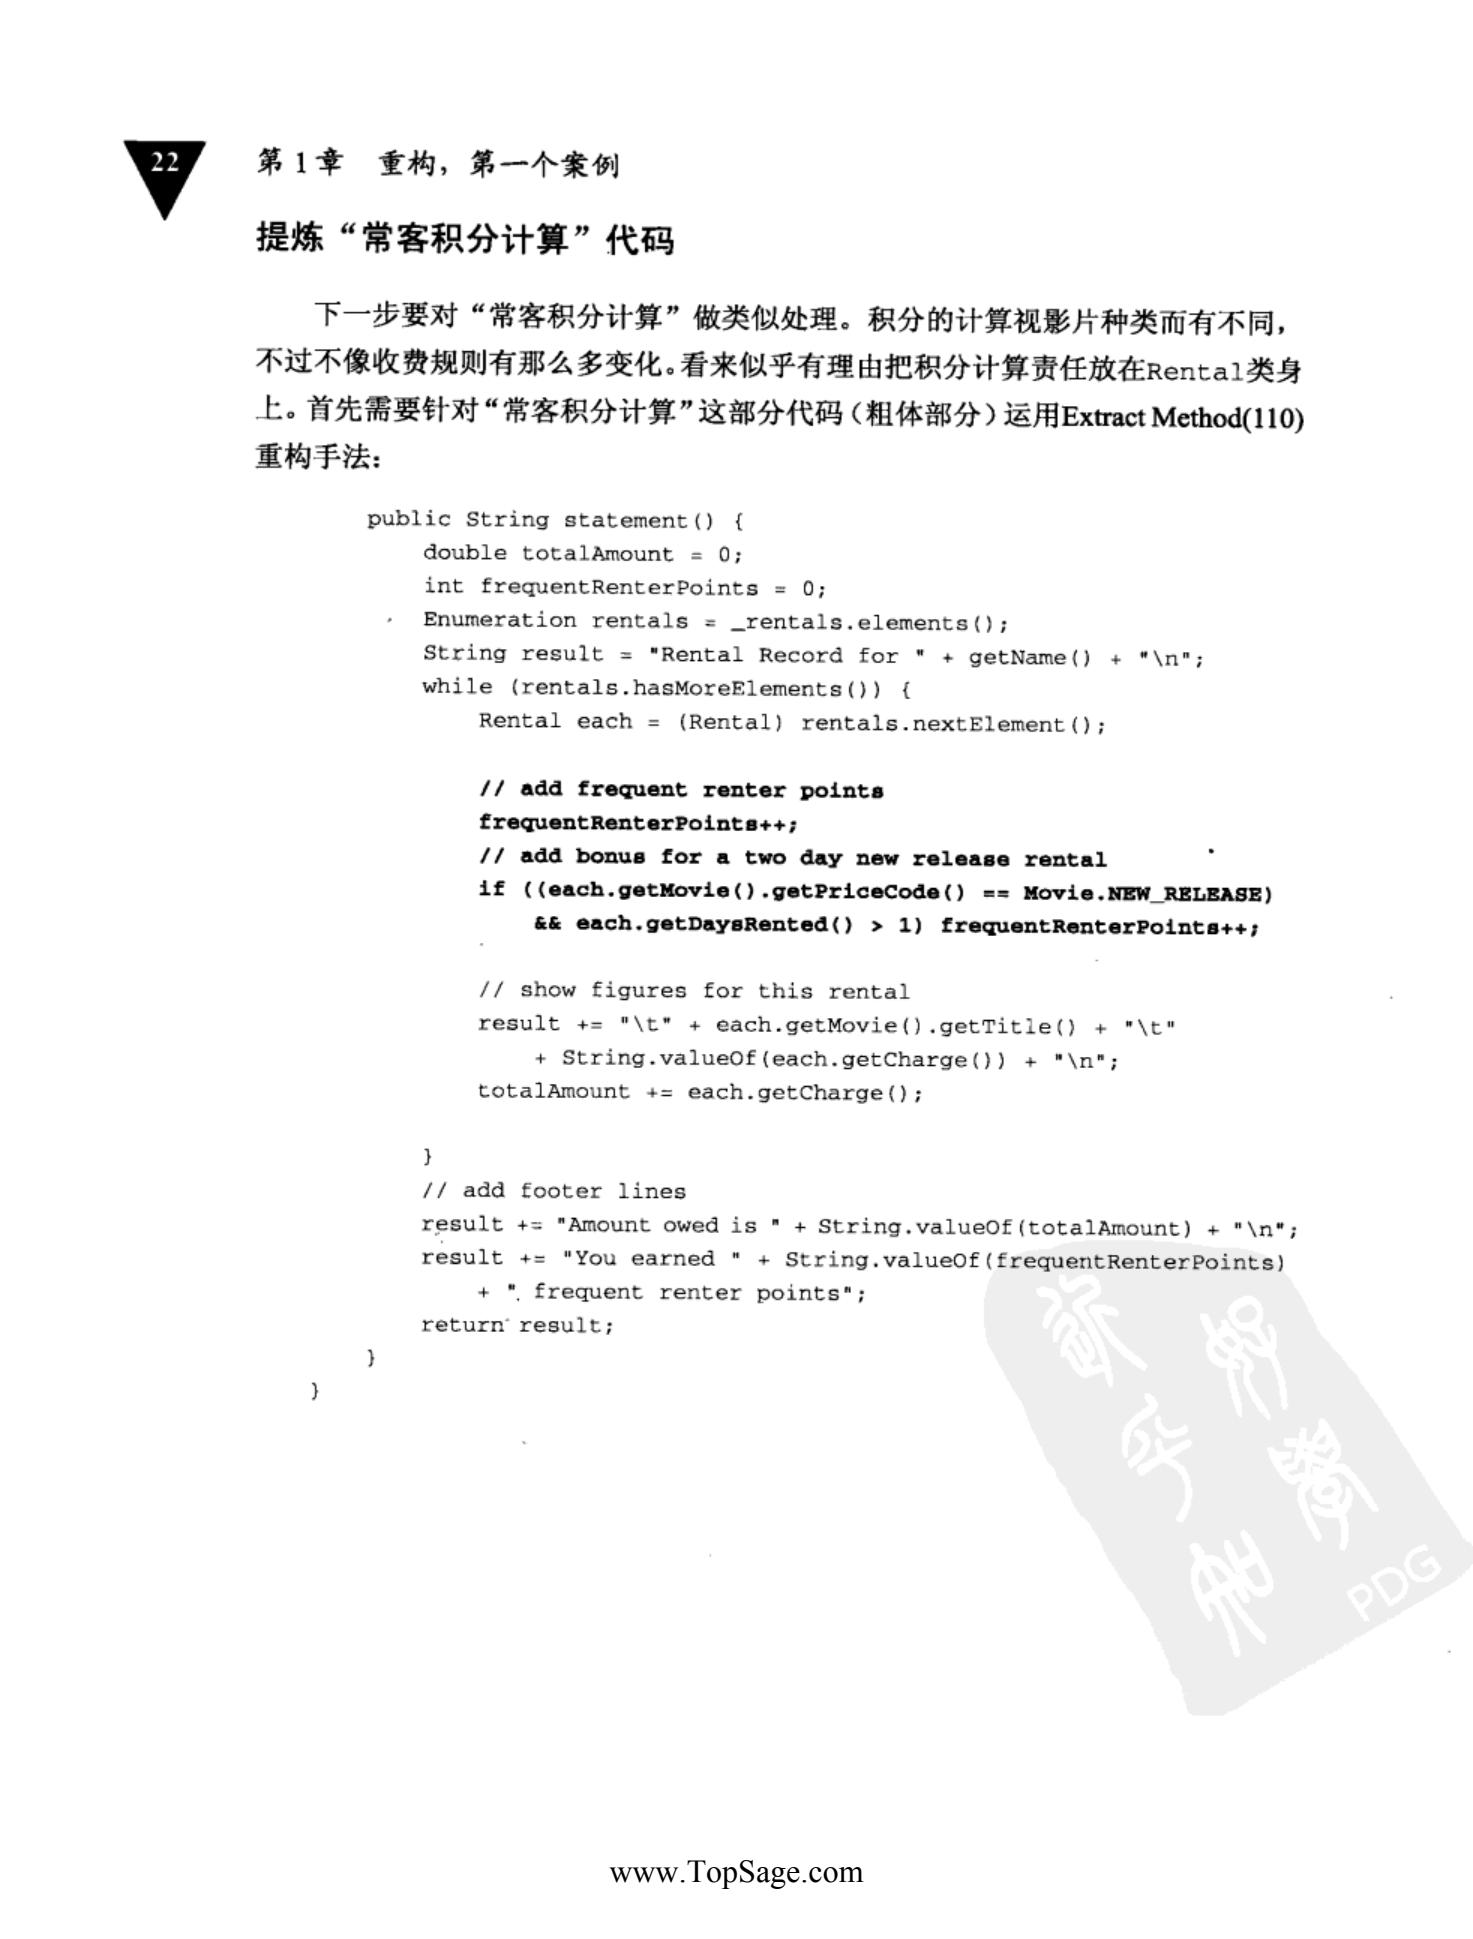 22
第 1 章 重构，第一个案例
提炼“常客积分计算”代码
下一步要对“常客积分计算”做类似处理。积分的计算视影片种类而有不同，
不过不像收费规则有那么多变化。看来似乎有理由把积分计算责任放在Rental类身
上。首先需要针对“常客积分计算”这部分代码（粗体部分）运用Extract Method(110)
重构手法：
public String statement() {
double totalAmount = 0;
int frequentRenterPoints = 0;
Enumeration rentals = _rentals.elements();
String result = "Rental Record for " + getName() + "\n";
while (rentals.hasMoreElements()) {
Rental each = (Rental) rentals.nextElement();
// add frequent renter points
frequentRenterPoints++;
// add bonus for a two day new release rental
if ((each.getMovie().getPriceCode() == Movie.NEW_RELEASE)
&& each.getDaysRented() > 1) frequentRenterPoints++;
// show figures for this rental
result += "\t" + each.getMovie().getTitle() + "\t"
+ String.valueOf(each.getCharge()) + "\n";
totalAmount += each.getCharge();
}
// add footer lines
result += "Amount owed is " + String.valueOf(totalAmount) + "\n";
result += "You earned " + String.valueOf(frequentRenterPoints)
+ " frequent renter points";
return result;
}
}
PDG
www.TopSage.com